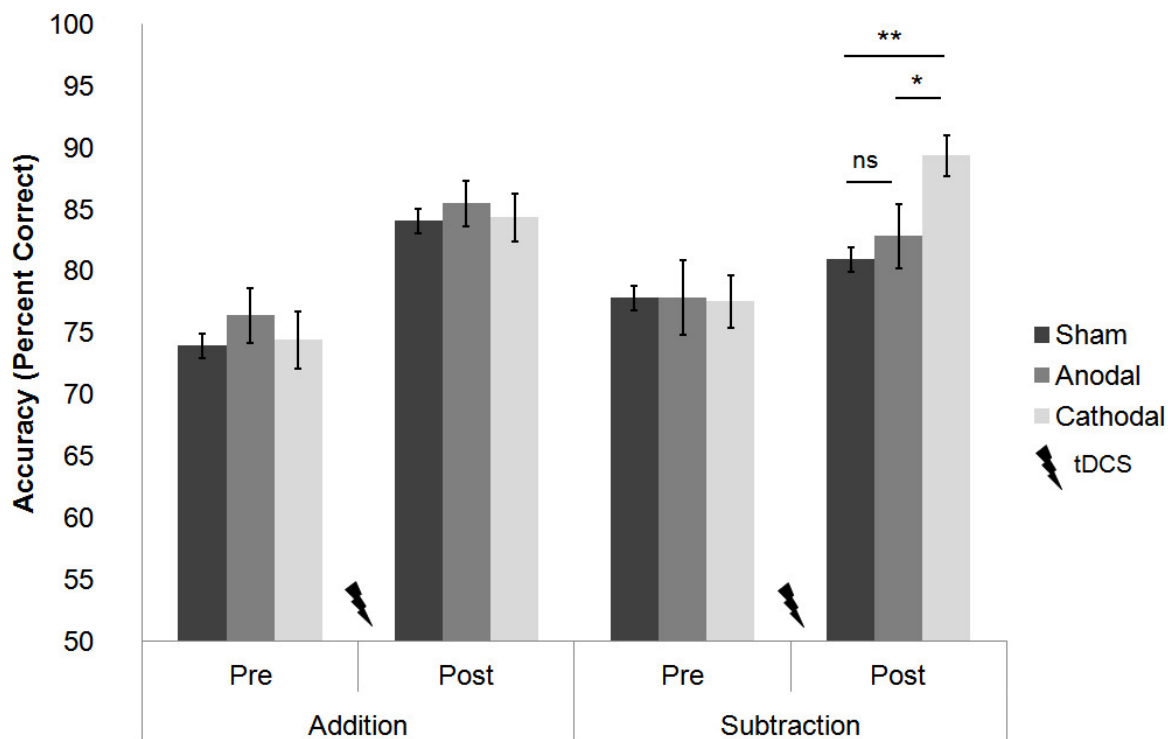 Accuracy (Percent Correct)
100
95
90
85
80
75
70
65
60
55
50
**
*
ns
Sham
Anodal
Cathodal
tDCS
Pre Post Pre Post
Addition Subtraction